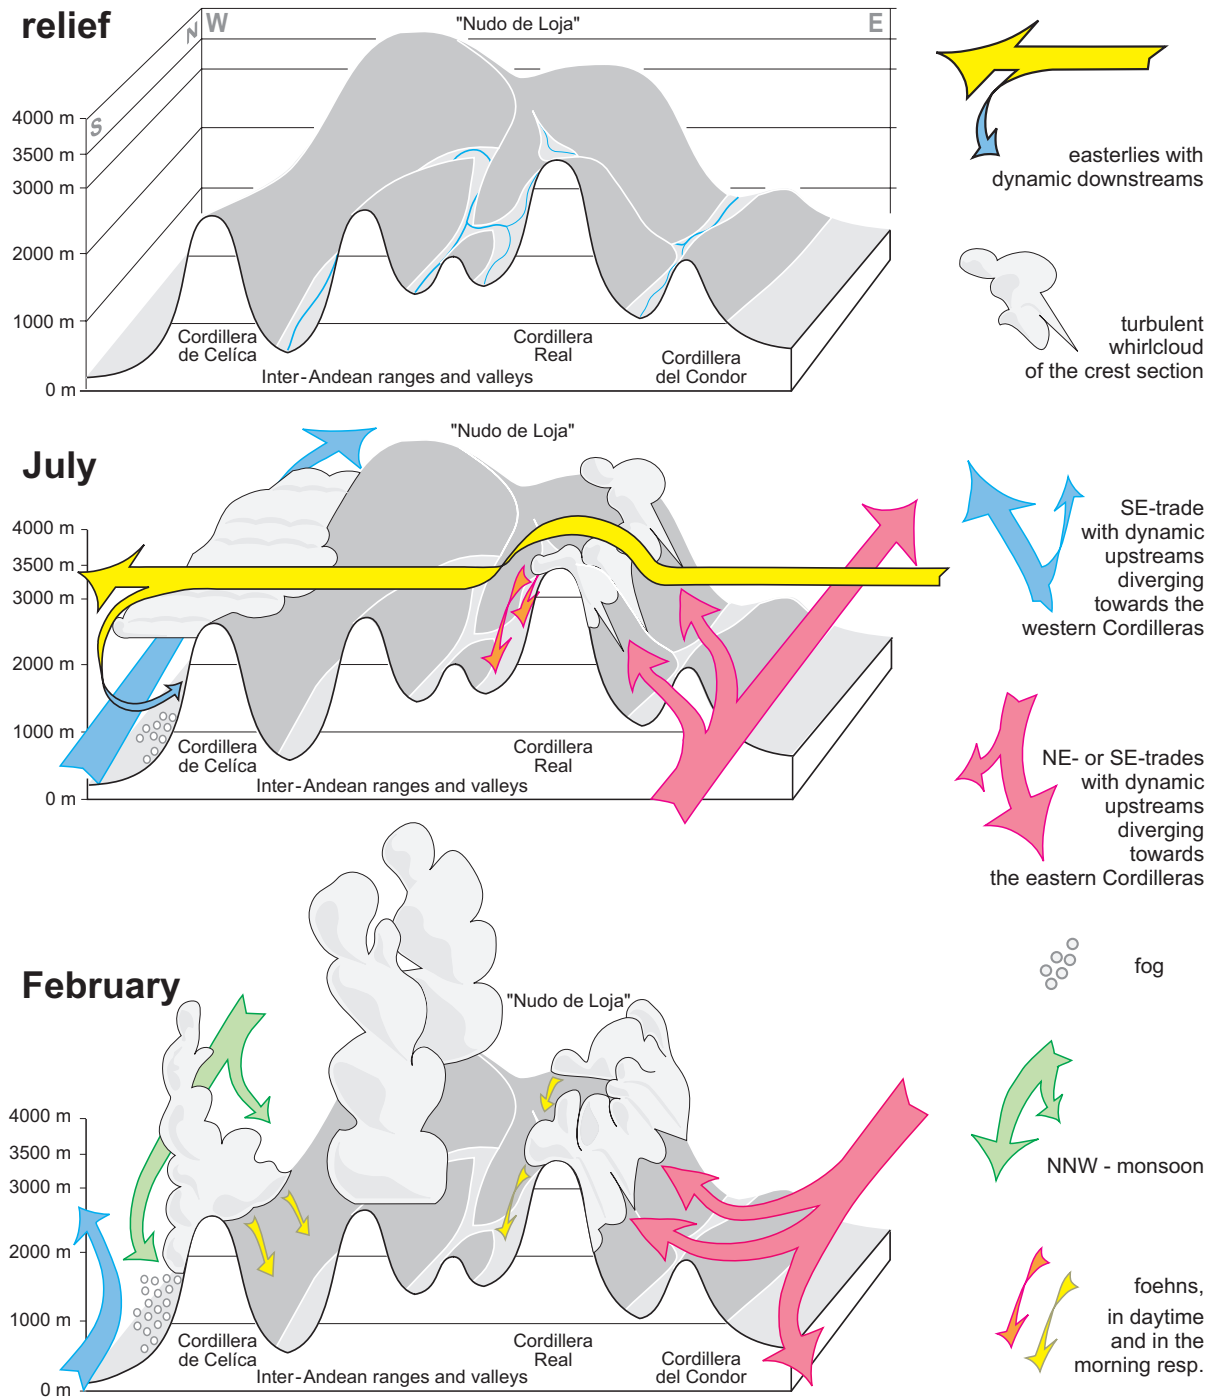 relief
N
W
"Nudo de Loja"
E
S
4000 m
3500 m
3000 m
2000 m
1000 m
0 m
Cordillera
de Celíca
Cordillera
Real
Cordillera
del Condor
Inter-Andean ranges and valleys
easterlies with
dynamic downstreams
turbulent
whirlcloud
of the crest section
July
"Nudo de Loja"
4000 m
3500 m
3000 m
2000 m
1000 m
0 m
Cordillera
de Celíca
Cordillera
Real
Inter-Andean ranges and valleys
SE-trade
with dynamic
upstreams
diverging
towards the
western Cordilleras
NE- or SE-trades
with dynamic
upstreams
diverging
towards
the eastern Cordilleras
February
"Nudo de Loja"
4000 m
3500 m
3000 m
2000 m
1000 m
0 m
Cordillera
de Celíca
Cordillera
Real
Cordillera
del Condor
Inter-Andean ranges and valleys
fog
NNW - monsoon
foehns,
in daytime
and in the
morning resp.